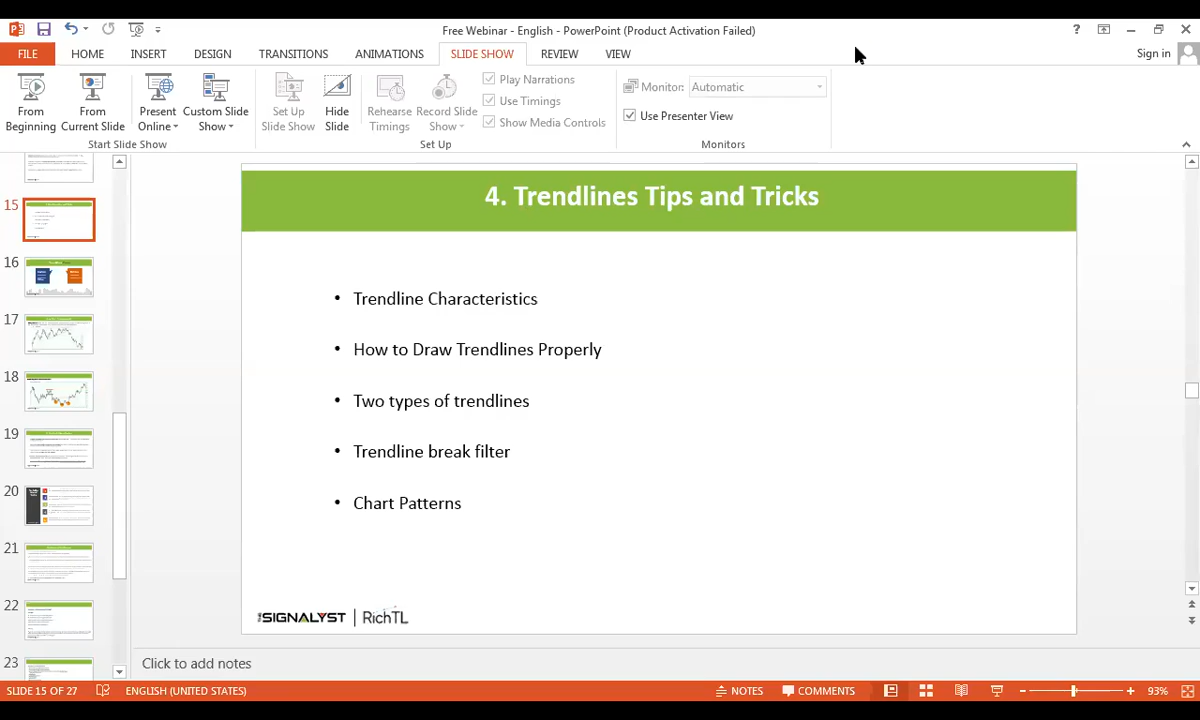 Free Webinar - English - PowerPoint (Product Activation Failed)
?
FILE HOME INSERT DESIGN TRANSITIONS ANIMATIONS SLIDE SHOW REVIEW VIEW Sign in
From Beginning
From Current Slide
Present Online
Custom Slide Show
Set Up Slide Show
Hide Slide
Rehearse Timings
Record Slide Show
Play Narrations
Use Timings
Show Media Controls
Monitor: Automatic
Use Presenter View
Start Slide Show Set Up Monitors
15
16
17
18
19
20
21
22
23
4. Trendlines Tips and Tricks
• Trendline Characteristics
• How to Draw Trendlines Properly
• Two types of trendlines
• Trendline break filter
• Chart Patterns
SIGNALYST | RichTL
Click to add notes
SLIDE 15 OF 27 ENGLISH (UNITED STATES) NOTES COMMENTS 93%